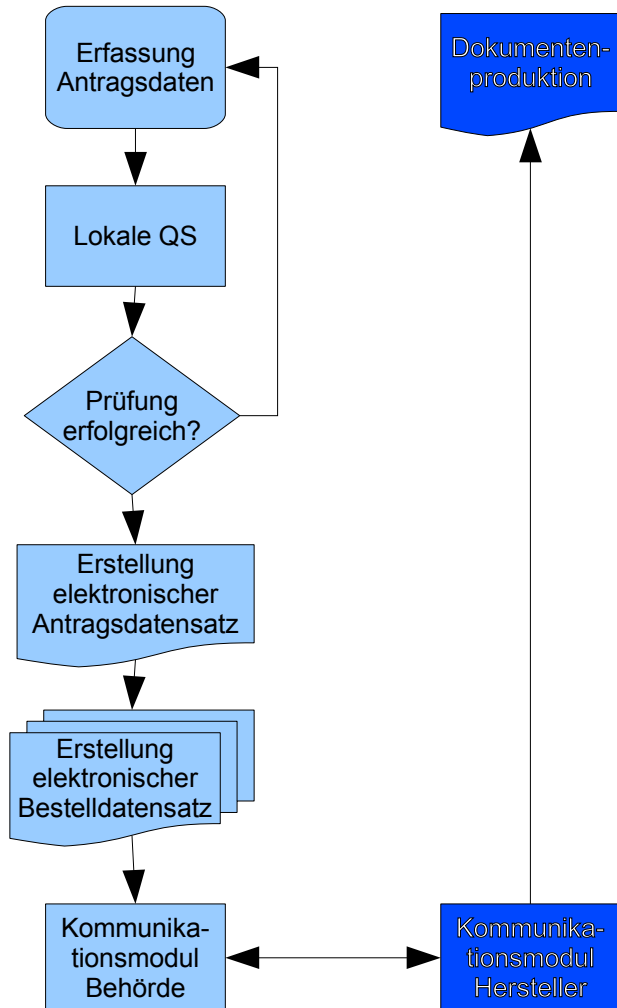 Erfassung
Antragsdaten
Lokale QS
Prüfung
erfolgreich?
Erstellung
elektronischer
Antragsdatensatz
Erstellung
elektronischer
Bestelldatensatz
Kommunika-
tionsmodul
Behörde
Kommunika-
tionsmodul
Hersteller
Dokumenten-
produktion